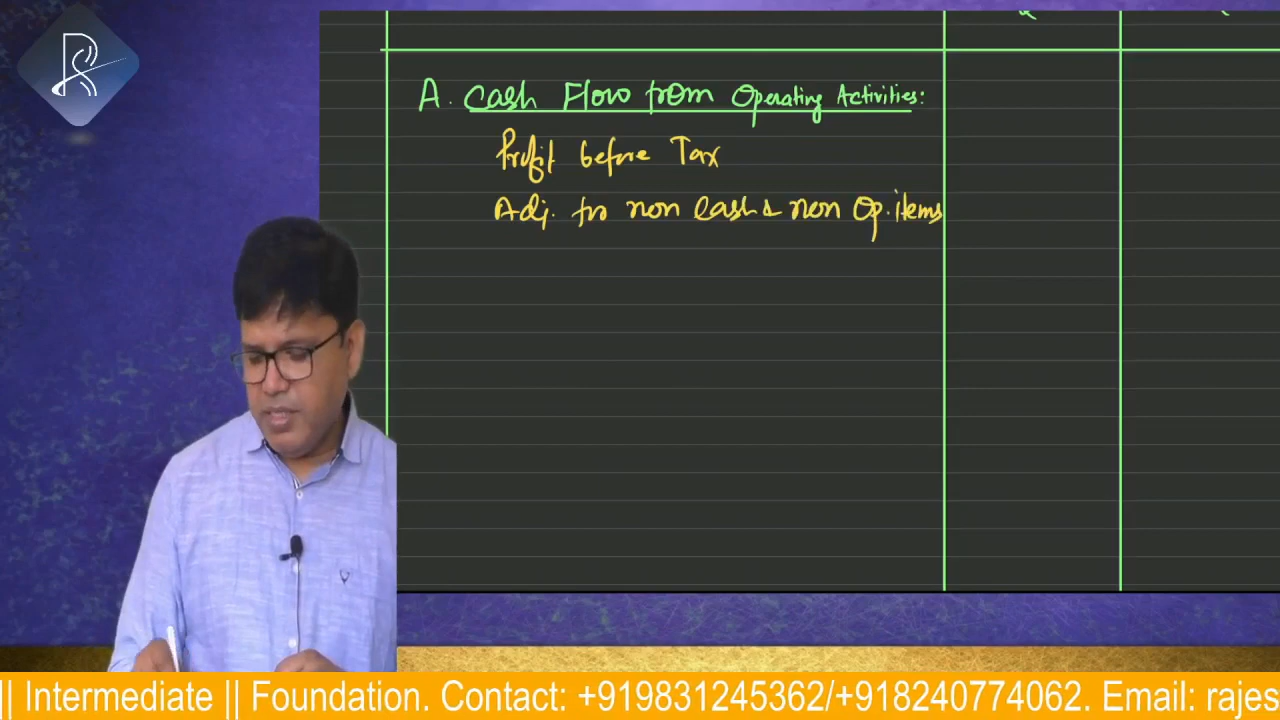 RS
A. Cash Flow from Operating Activities:
Profit before Tax
Adj. for non cash & non Op. items
|| Intermediate || Foundation. Contact: +919831245362/+918240774062. Email: rajes